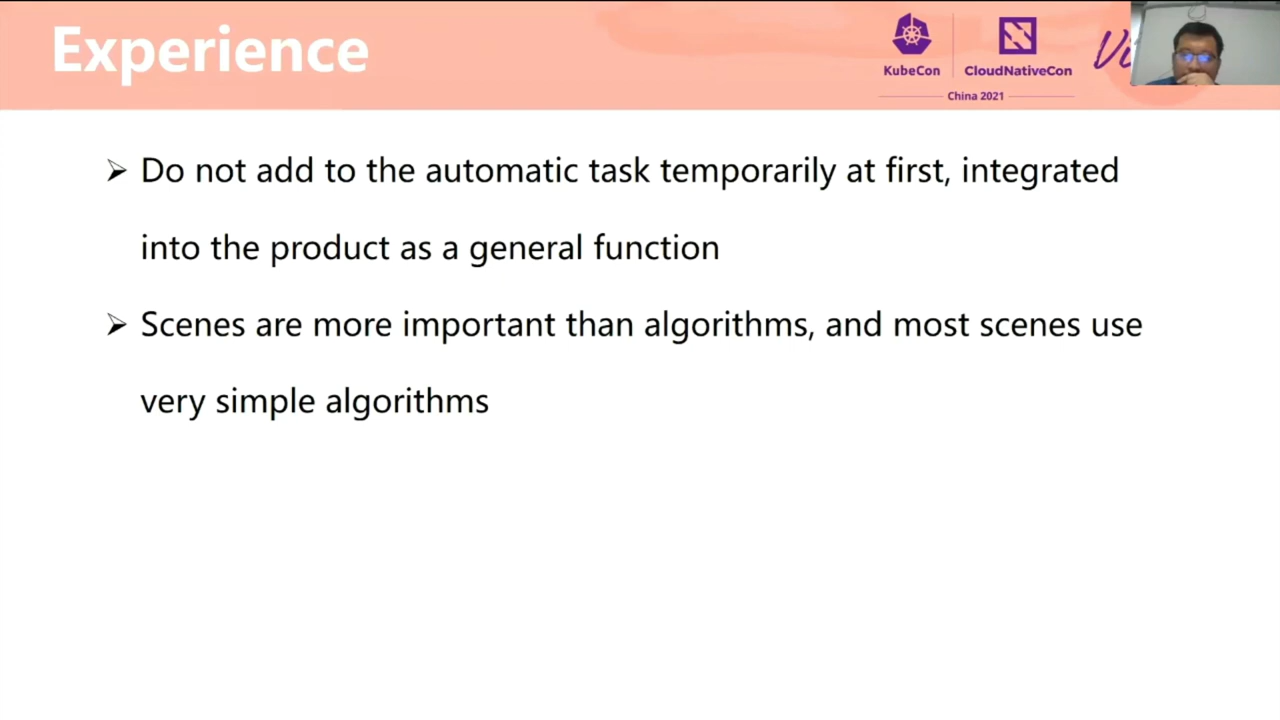 Experience
KubeCon
CloudNativeCon
China 2021
Do not add to the automatic task temporarily at first, integrated
into the product as a general function
Scenes are more important than algorithms, and most scenes use
very simple algorithms